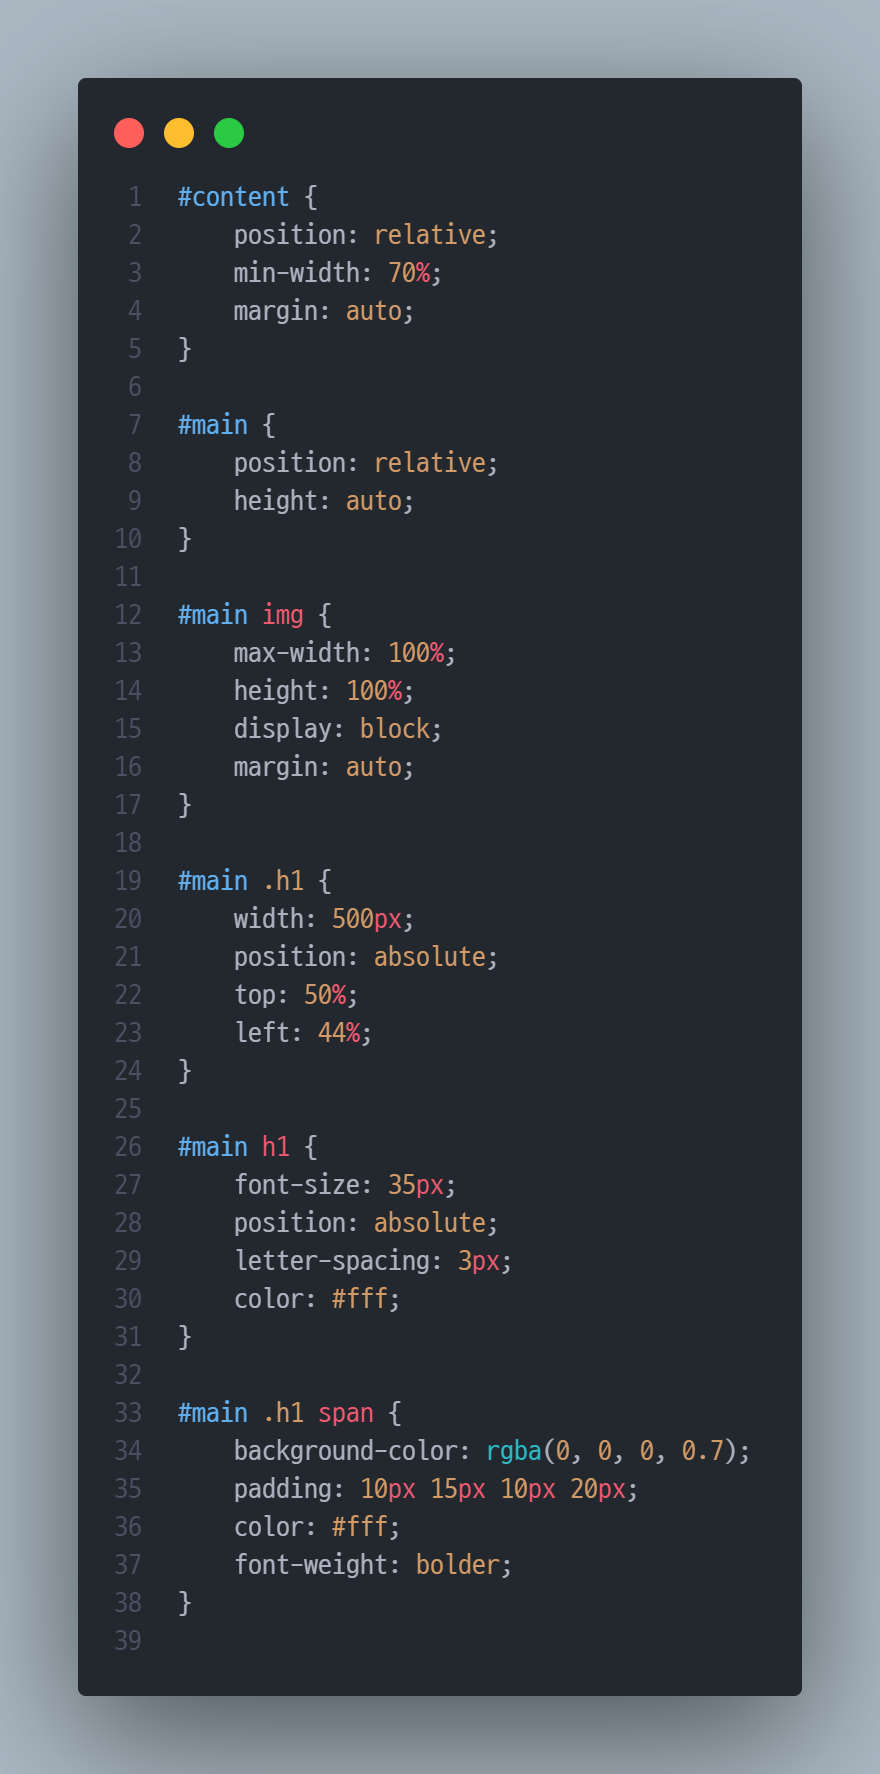 1 #content {
2     position: relative;
3     min-width: 70%;
4     margin: auto;
5 }
6
7 #main {
8     position: relative;
9     height: auto;
10 }
11
12 #main img {
13     max-width: 100%;
14     height: 100%;
15     display: block;
16     margin: auto;
17 }
18
19 #main .h1 {
20     width: 500px;
21     position: absolute;
22     top: 50%;
23     left: 44%;
24 }
25
26 #main h1 {
27     font-size: 35px;
28     position: absolute;
29     letter-spacing: 3px;
30     color: #fff;
31 }
32
33 #main .h1 span {
34     background-color: rgba(0, 0, 0, 0.7);
35     padding: 10px 15px 10px 20px;
36     color: #fff;
37     font-weight: bolder;
38 }
39